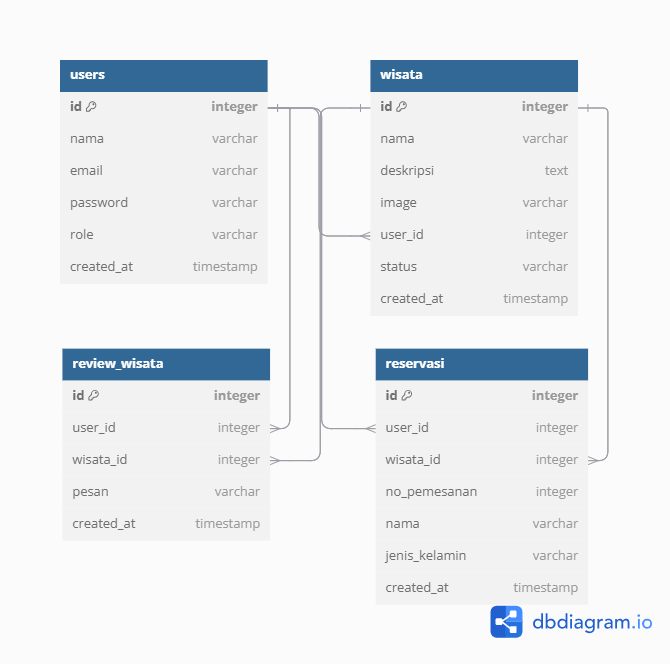 users
id integer
nama varchar
email varchar
password varchar
role varchar
created_at timestamp
wisata
id integer
nama varchar
deskripsi text
image varchar
user_id integer
status varchar
created_at timestamp
review_wisata
id integer
user_id integer
wisata_id integer
pesan varchar
created_at timestamp
reservasi
id integer
user_id integer
wisata_id integer
no_pemesanan integer
nama varchar
jenis_kelamin varchar
created_at timestamp
dbdiagram.io